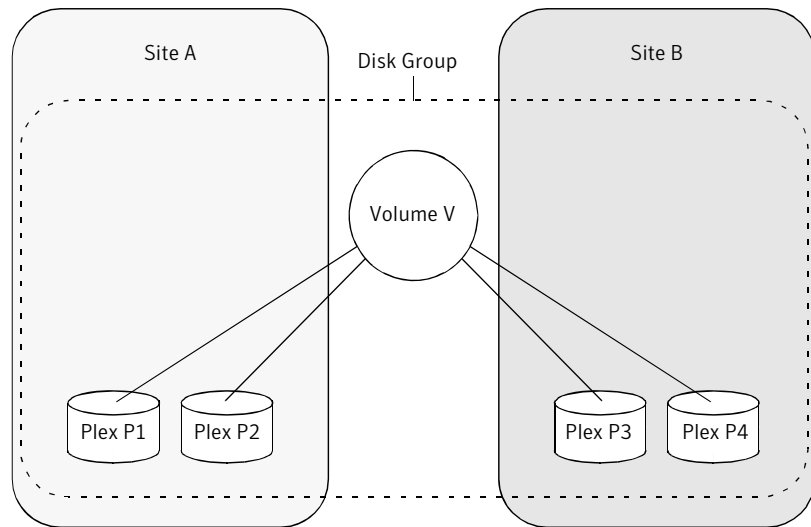 Site A
Disk Group
Site B
Volume V
Plex P1
Plex P2
Plex P3
Plex P4